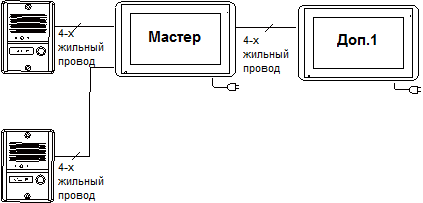 4-х
жильный
провод
Мастер
4-х
жильный
провод
Доп.1
4-х
жильный
провод